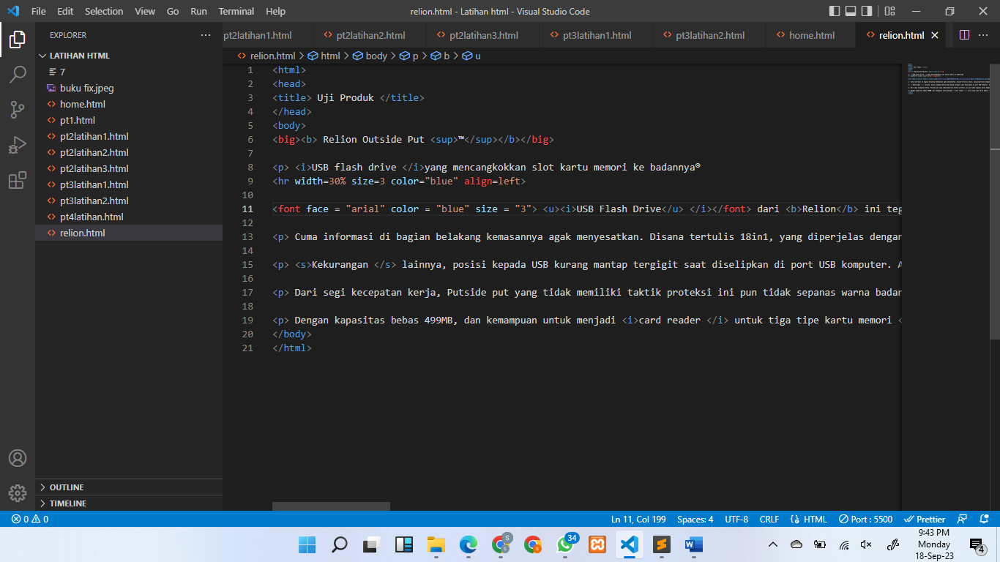 File Edit Selection View Go Run Terminal Help
relion.html - Latihan html - Visual Studio Code
EXPLORER
LATIHAN HTML
7
buku fix.jpeg
home.html
pt1.html
pt2latihan1.html
pt2latihan2.html
pt2latihan3.html
pt3latihan1.html
pt3latihan2.html
pt4latihan.html
relion.html
OUTLINE
TIMELINE
pt2latihan1.html pt2latihan2.html pt2latihan3.html pt3latihan1.html pt3latihan2.html home.html relion.html
relion.html > html > body > p > b > u
1 <html>
2 <head>
3 <title> Uji Produk </title>
4 </head>
5 <body>
6 <big><b> Relion Outside Put <sup>™</sup></b></big>
7
8 <p> <i>USB flash drive </i>yang mencangkokkan slot kartu memori ke badannya®
9 <hr width=30% size=3 color="blue" align=left>
10
11 <font face = "arial" color = "blue" size = "3"> <u><i>USB Flash Drive</u> </i></font> dari <b>Relion</b> ini teg
12
13 <p> Cuma informasi di bagian belakang kemasannya agak menyesatkan. Disana tertulis 18in1, yang diperjelas dengan
14
15 <p> <s>Kekurangan </s> lainnya, posisi kepada USB kurang mantap tergigit saat diselipkan di port USB komputer. A
16
17 <p> Dari segi kecepatan kerja, Putside put yang tidak memiliki taktik proteksi ini pun tidak sepanas warna badan
18
19 <p> Dengan kapasitas bebas 499MB, dan kemampuan untuk menjadi <i>card reader </i> untuk tiga tipe kartu memori <
20 </body>
21 </html>
0 0 Ln 11, Col 199 Spaces: 4 UTF-8 CRLF HTML Port : 5500 Prettier
S 34
9:43 PM
Monday
18-Sep-23
4